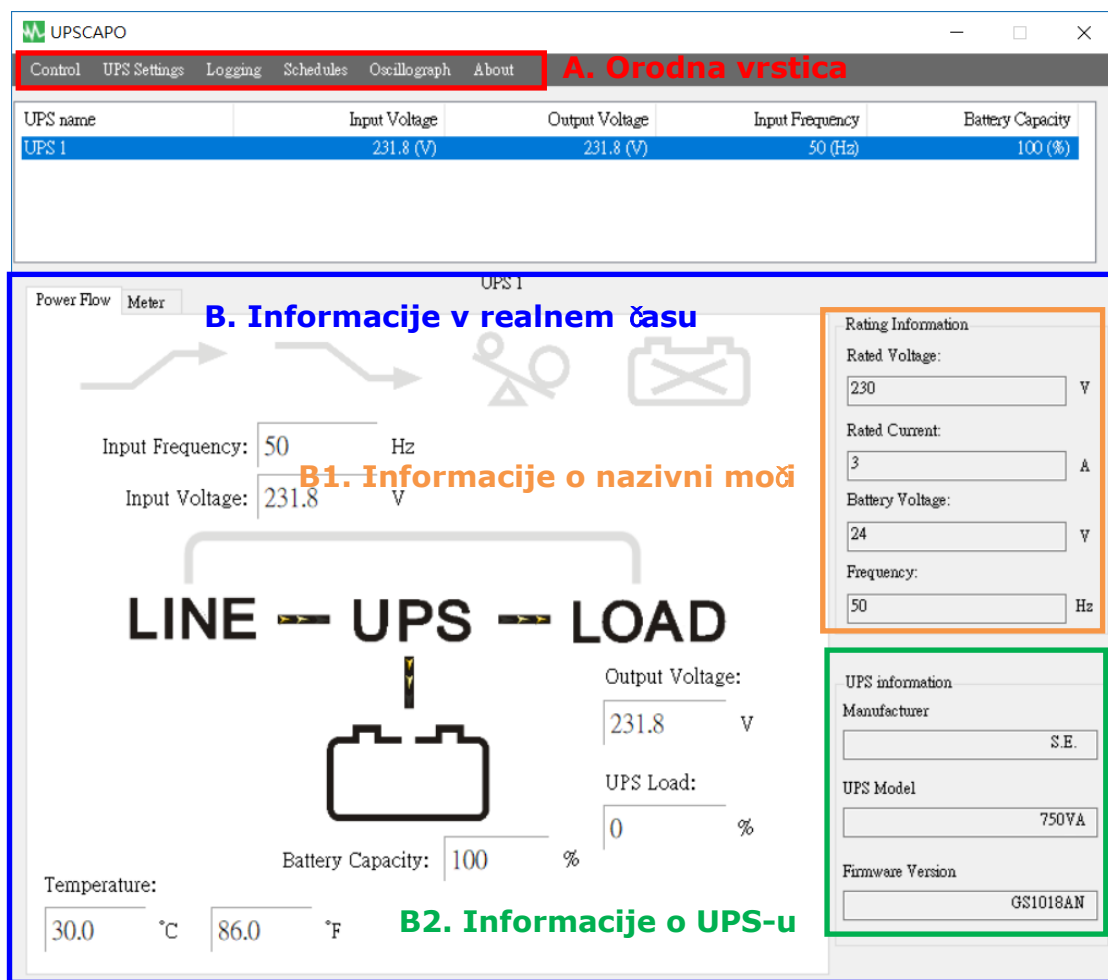 UPSCAPO
Control UPS Settings Logging Schedules Oscillograph About
A. Orodna vrstica
UPS name Input Voltage Output Voltage Input Frequency Battery Capacity
UPS 1 231.8 (V) 231.8 (V) 50 (Hz) 100 (%)
UPS 1
Power Flow Meter
B. Informacije v realnem času
Input Frequency: 50 Hz
B1. Informacije o nazivni moči
Input Voltage: 231.8 V
LINE UPS LOAD
Output Voltage:
231.8 V
UPS Load:
0 %
Battery Capacity: 100 %
Temperature:
30.0 °C 86.0 °F
B2. Informacije o UPS-u
Rating Information
Rated Voltage:
230 V
Rated Current:
3 A
Battery Voltage:
24 V
Frequency:
50 Hz
UPS information
Manufacturer
S.E.
UPS Model
750VA
Firmware Version
GS1018AN